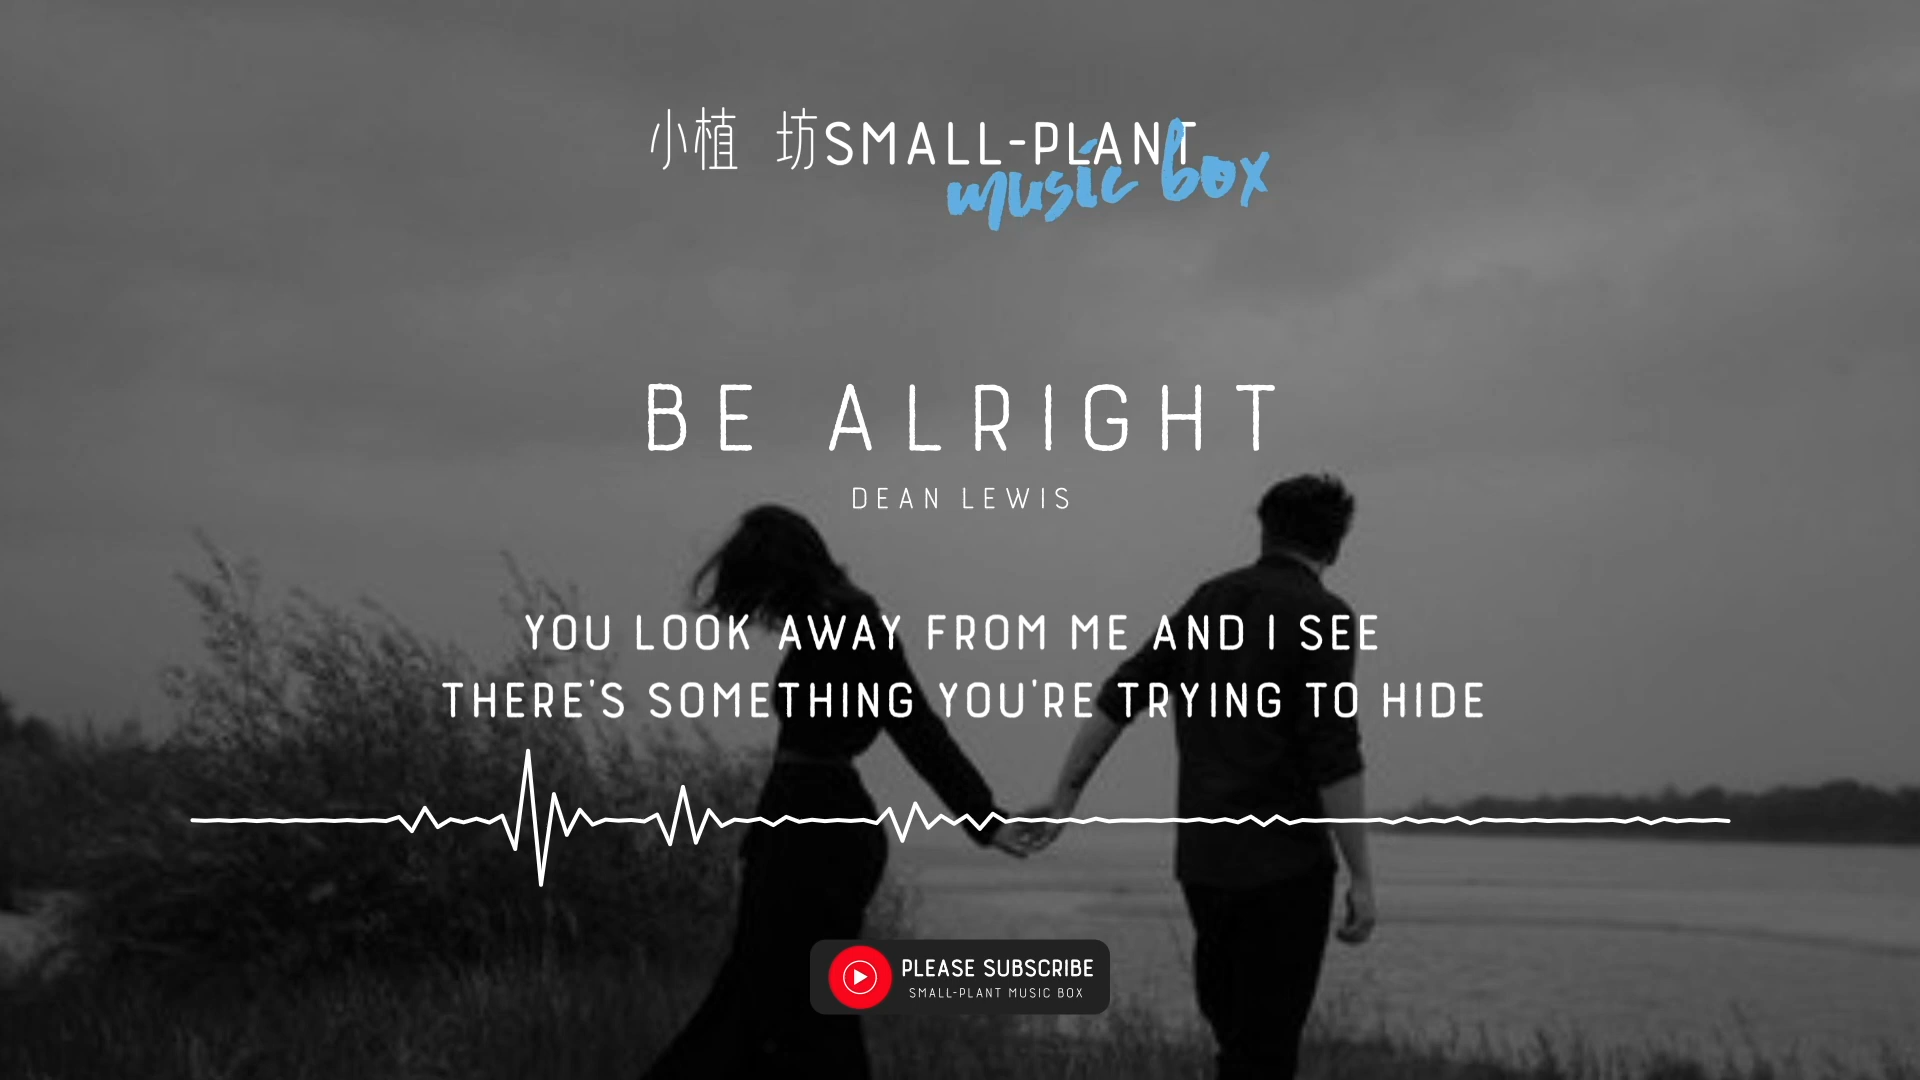 小植 坊SMALL-PLANT
music box
BE ALRIGHT
DEAN LEWIS
YOU LOOK AWAY FROM ME AND I SEE
THERE'S SOMETHING YOU'RE TRYING TO HIDE
PLEASE SUBSCRIBE
SMALL-PLANT MUSIC BOX